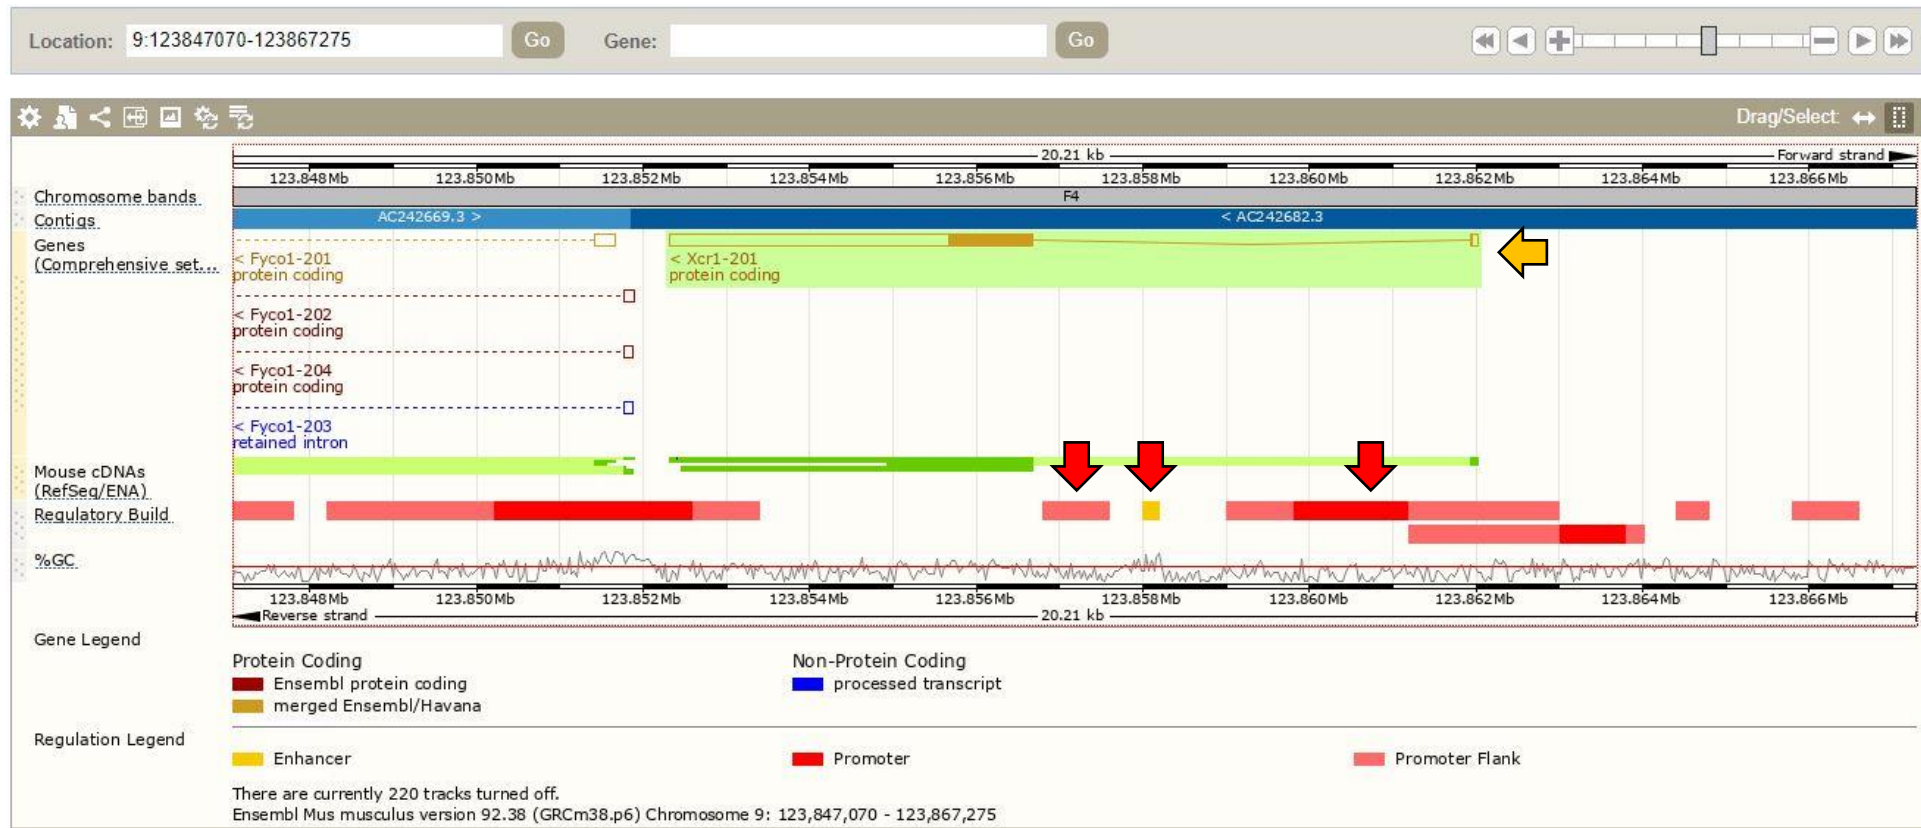 Location: 9:123847070-123867275 Go Gene: Go
Drag/Select:
20.21 kb Forward strand
123.848Mb 123.850Mb 123.852Mb 123.854Mb 123.856Mb 123.858Mb 123.860Mb 123.862Mb 123.864Mb 123.866Mb
Chromosome bands F4
Contigs AC242669.3 > < AC242682.3
Genes
(Comprehensive set...
< Fyco1-201
protein coding
< Xcr1-201
protein coding
< Fyco1-202
protein coding
< Fyco1-204
protein coding
< Fyco1-203
retained intron
Mouse cDNAs
(RefSeq/ENA)
Regulatory Build
%GC
123.848Mb 123.850Mb 123.852Mb 123.854Mb 123.856Mb 123.858Mb 123.860Mb 123.862Mb 123.864Mb 123.866Mb
Reverse strand 20.21 kb
Gene Legend
Protein Coding Non-Protein Coding
Ensembl protein coding processed transcript
merged Ensembl/Havana
Regulation Legend
Enhancer Promoter Promoter Flank
There are currently 220 tracks turned off.
Ensembl Mus musculus version 92.38 (GRCm38.p6) Chromosome 9: 123,847,070 - 123,867,275